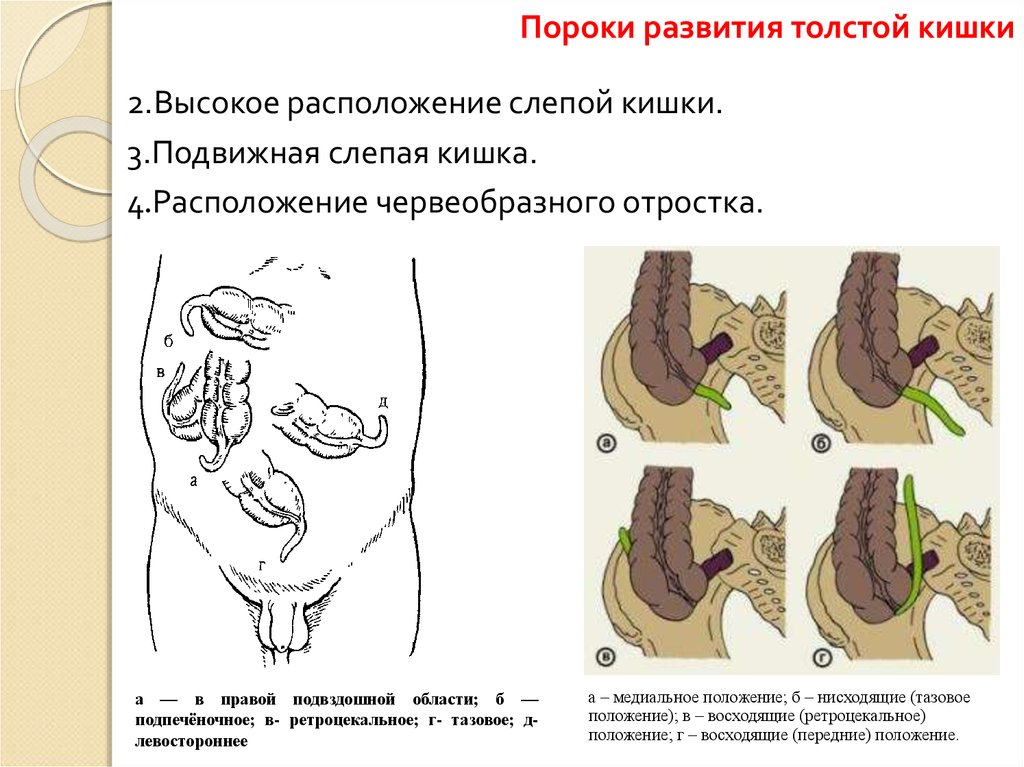 Пороки развития толстой кишки
2.Высокое расположение слепой кишки.
3.Подвижная слепая кишка.
4.Расположение червеобразного отростка.
б
в
д
а
г
а
б
в
г
а — в правой подвздошной области; б —
подпечёночное; в- ретроцекальное; г- тазовое; д-
левостороннее
а – медиальное положение; б – нисходящие (тазовое
положение); в – восходящие (ретроцекальное)
положение; г – восходящие (передние) положение.